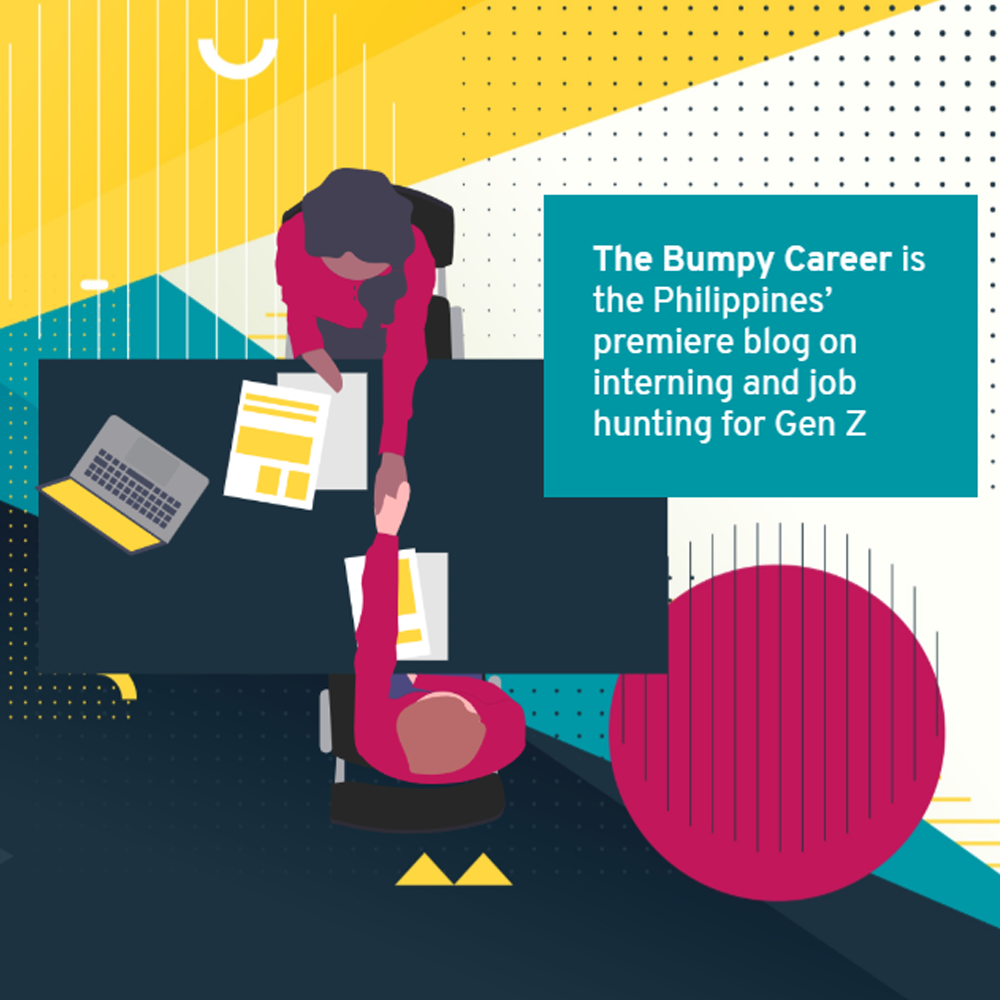 The Bumpy Career is
the Philippines’
premiere blog on
interning and job
hunting for Gen Z